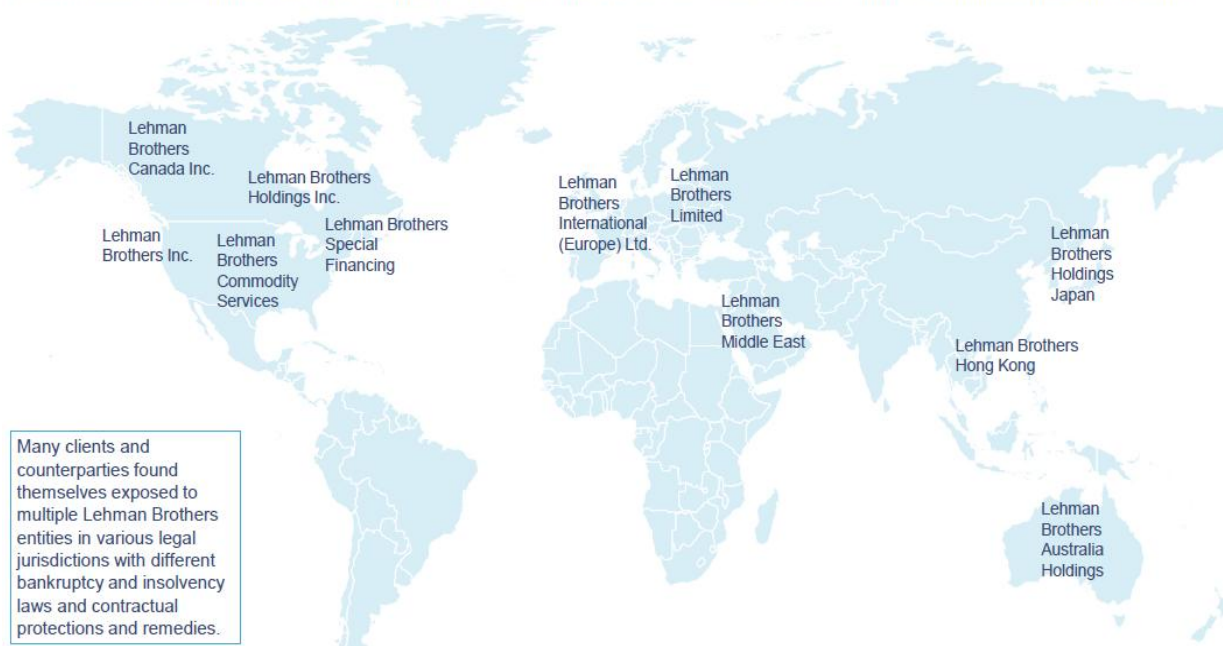 Lehman
Brothers
Canada Inc.
Lehman Brothers
Holdings Inc.
Lehman
Brothers Inc.
Lehman
Brothers
Commodity
Services
Lehman Brothers
Special
Financing
Lehman
Brothers
International
(Europe) Ltd.
Lehman
Brothers
Limited
Lehman
Brothers
Middle East
Lehman
Brothers
Holdings
Japan
Lehman Brothers
Hong Kong
Lehman
Brothers
Australia
Holdings
Many clients and
counterparties found
themselves exposed to
multiple Lehman Brothers
entities in various legal
jurisdictions with different
bankruptcy and insolvency
laws and contractual
protections and remedies.